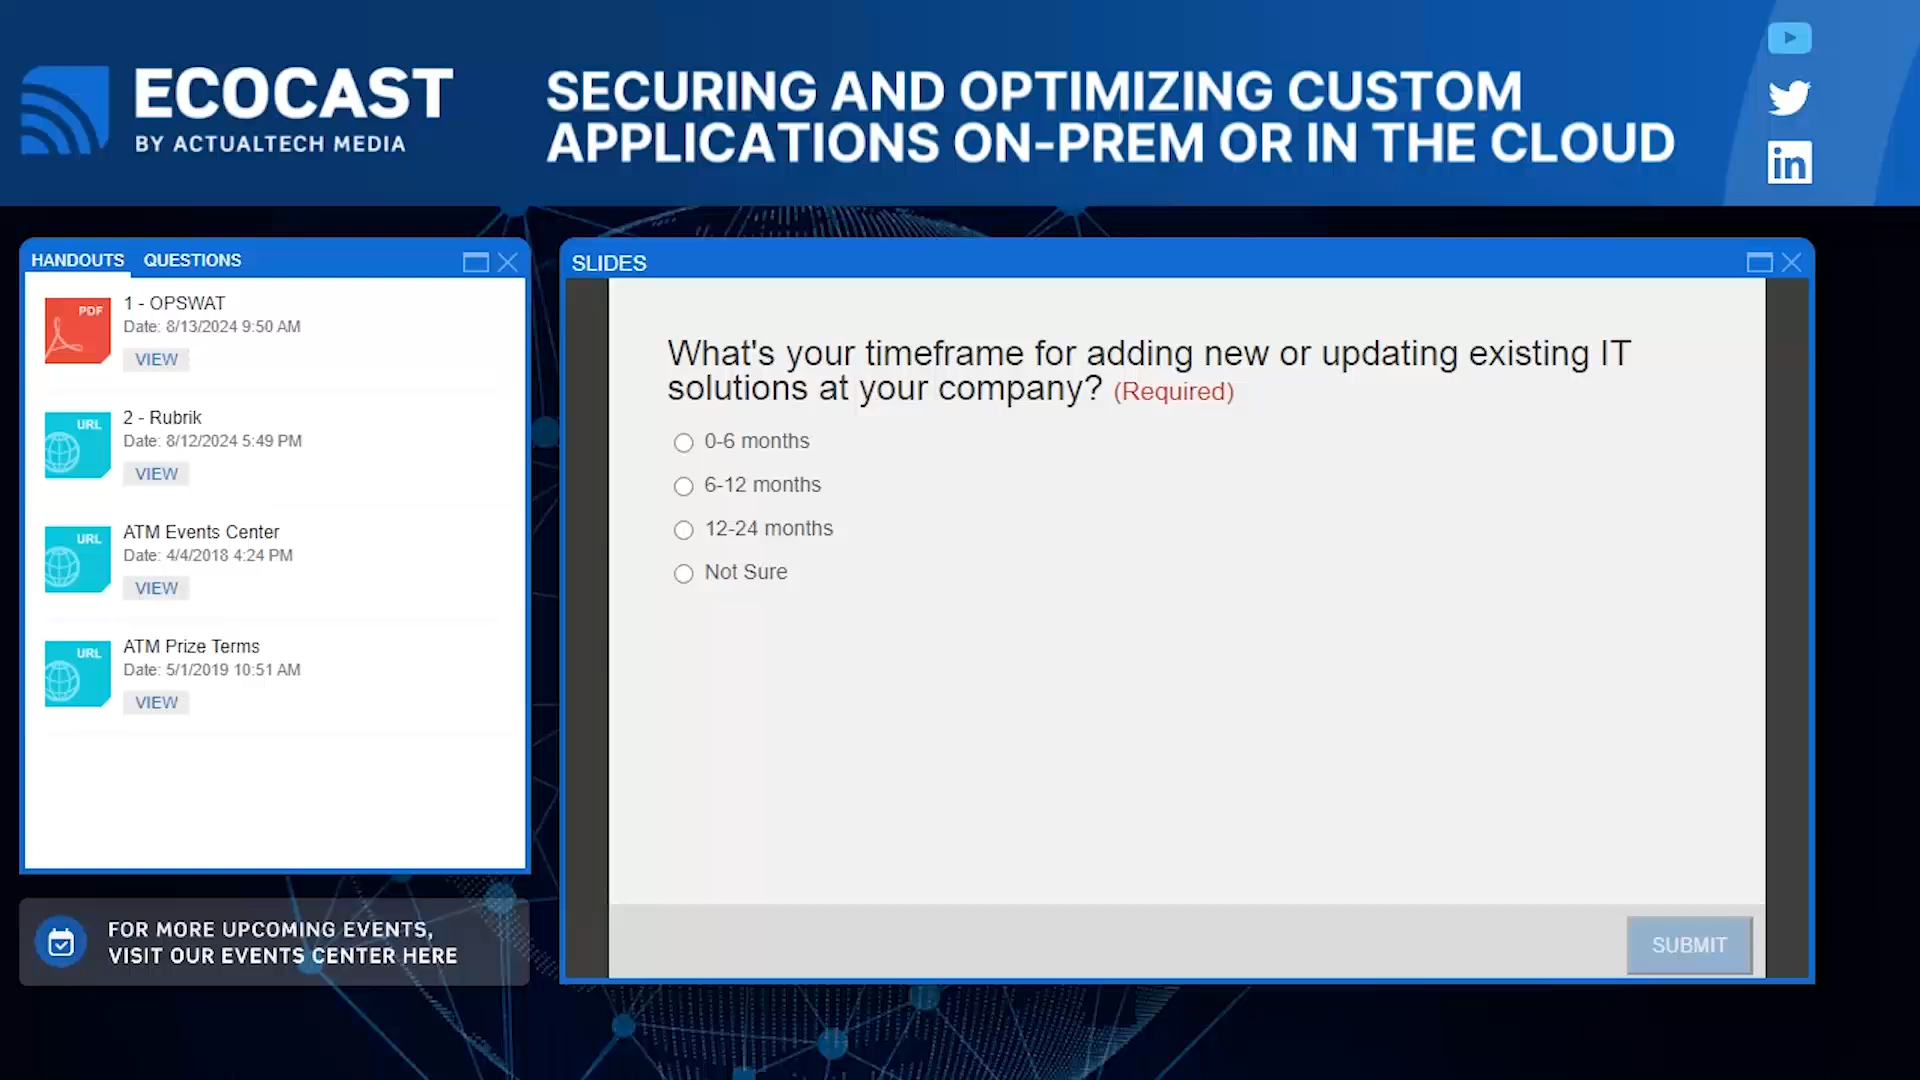 ECOCAST
BY ACTUALTECH MEDIA
SECURING AND OPTIMIZING CUSTOM
APPLICATIONS ON-PREM OR IN THE CLOUD
in
HANDOUTS QUESTIONS
PDF
1 - OPSWAT
Date: 8/13/2024 9:50 AM
VIEW
URL
2 - Rubrik
Date: 8/12/2024 5:49 PM
VIEW
URL
ATM Events Center
Date: 4/4/2018 4:24 PM
VIEW
URL
ATM Prize Terms
Date: 5/1/2019 10:51 AM
VIEW
FOR MORE UPCOMING EVENTS,
VISIT OUR EVENTS CENTER HERE
SLIDES
What's your timeframe for adding new or updating existing IT
solutions at your company? (Required)
0-6 months
6-12 months
12-24 months
Not Sure
SUBMIT